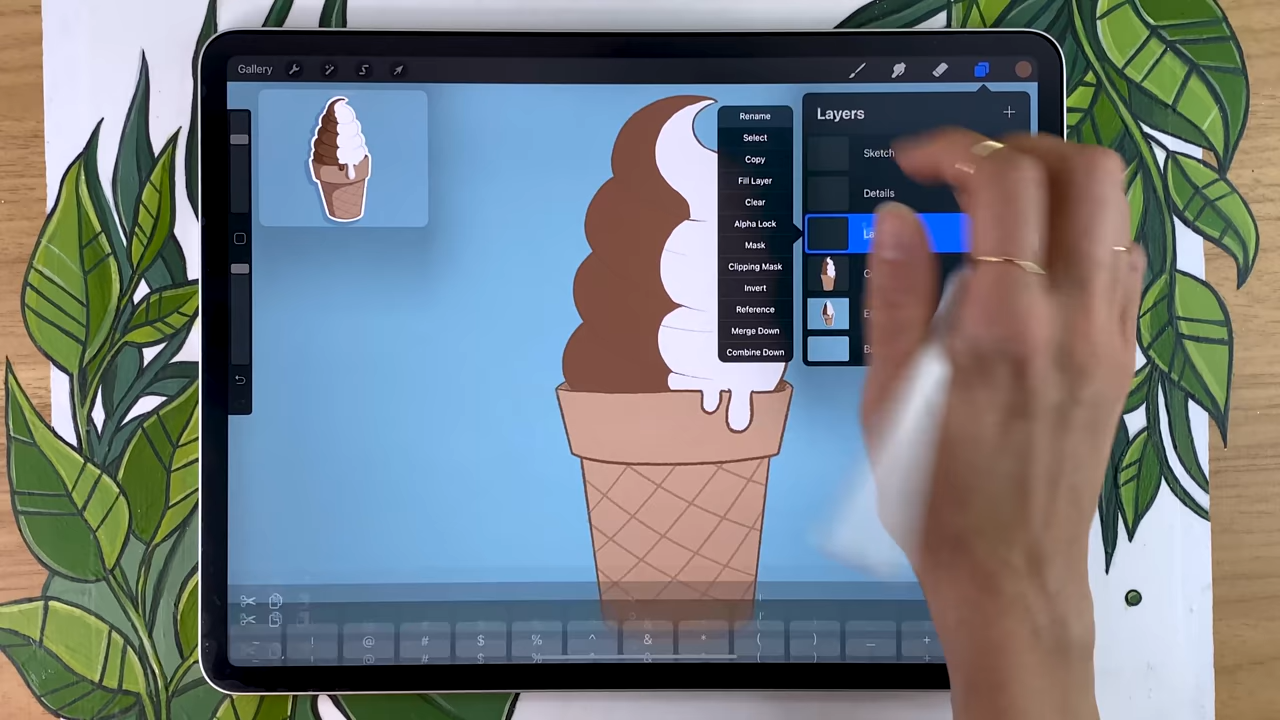 Gallery
Layers
Rename
Select
Copy
Fill Layer
Clear
Alpha Lock
Mask
Clipping Mask
Invert
Reference
Merge Down
Combine Down
Sketch
Details
! @ # $ % ^ & * ( ) — +